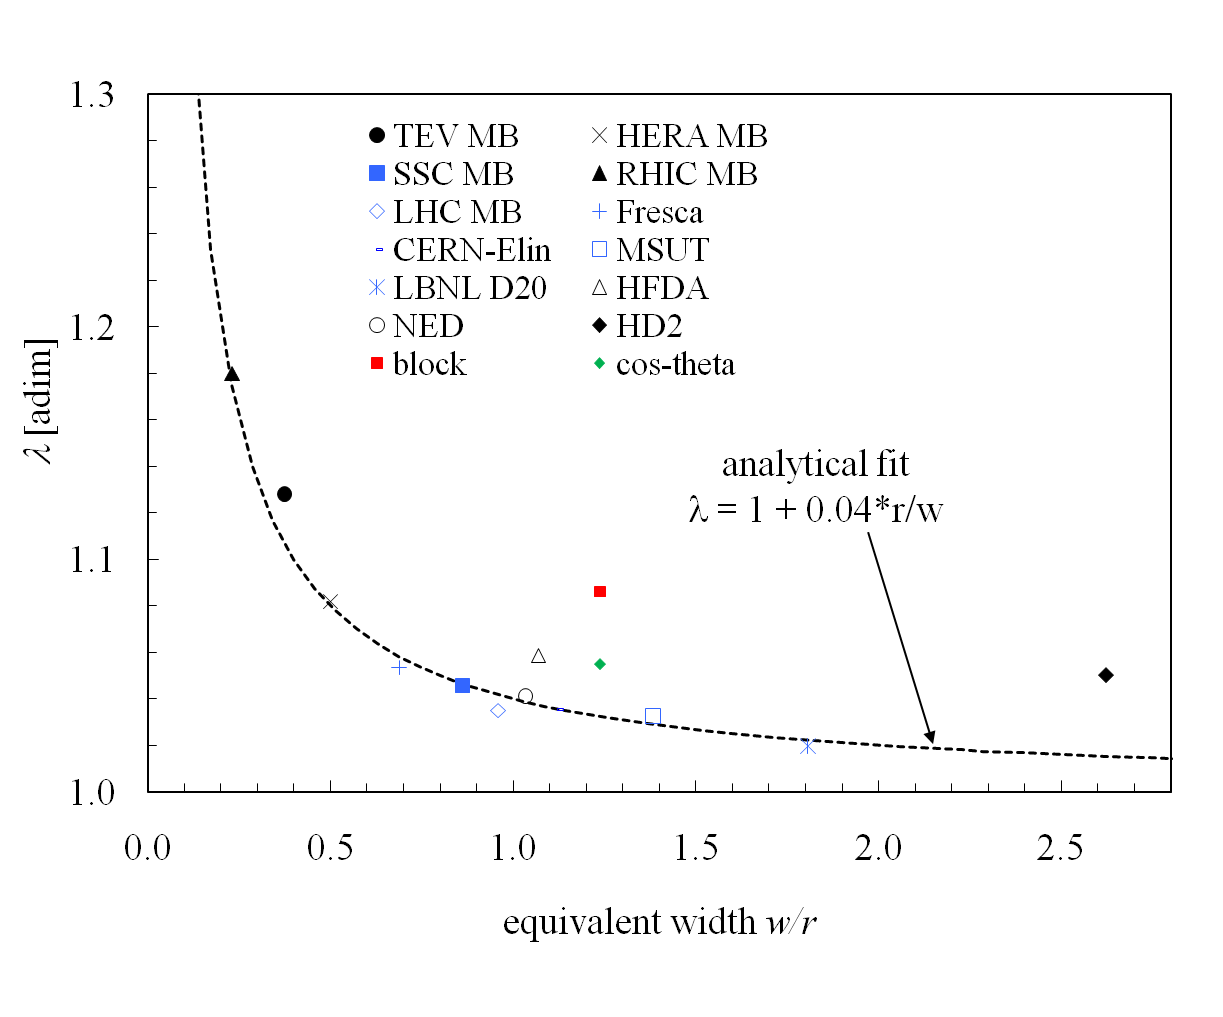 1.3
1.2
1.1
1.0
λ [adim]
TEV MB
HERA MB
SSC MB
RHIC MB
LHC MB
Fresca
CERN-Elin
MSUT
LBNL D20
HFDA
NED
HD2
block
cos-theta
analytical fit
λ = 1 + 0.04*r/w
0.0 0.5 1.0 1.5 2.0 2.5
equivalent width w/r